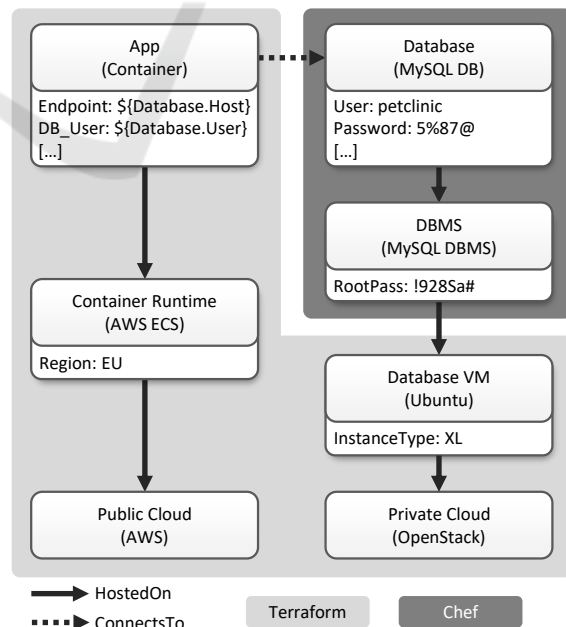 App
(Container)
Endpoint: ${Database.Host}
DB_User: ${Database.User}
[...]
Database
(MySQL DB)
User: petclinic
Password: 5%87@
[...]
DBMS
(MySQL DBMS)
RootPass: !928Sa#
Container Runtime
(AWS ECS)
Region: EU
Database VM
(Ubuntu)
InstanceType: XL
Public Cloud
(AWS)
Private Cloud
(OpenStack)
HostedOn
ConnectsTo
Terraform
Chef